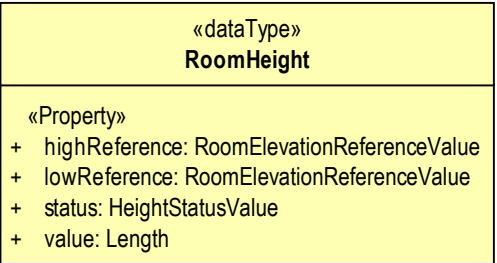 «dataType»
RoomHeight
«Property»
+ highReference: RoomElevationReferenceValue
+ lowReference: RoomElevationReferenceValue
+ status: HeightStatusValue
+ value: Length